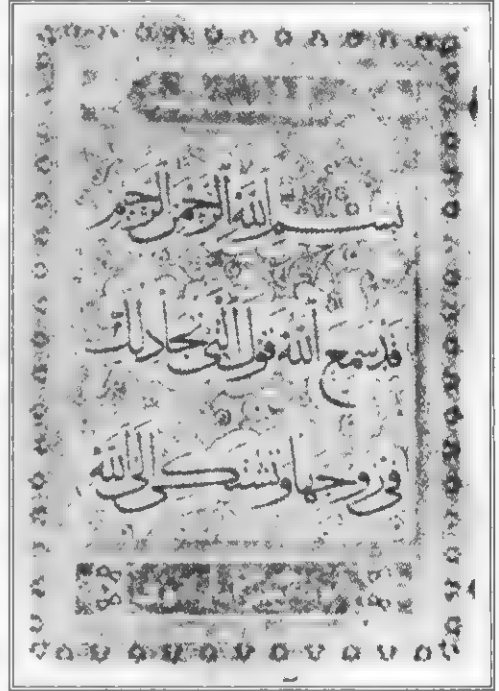 بسم الله الرحمن الرحيم
قد سمع الله قول التي تجادلك
في زوجها وتشتكي إلى الله